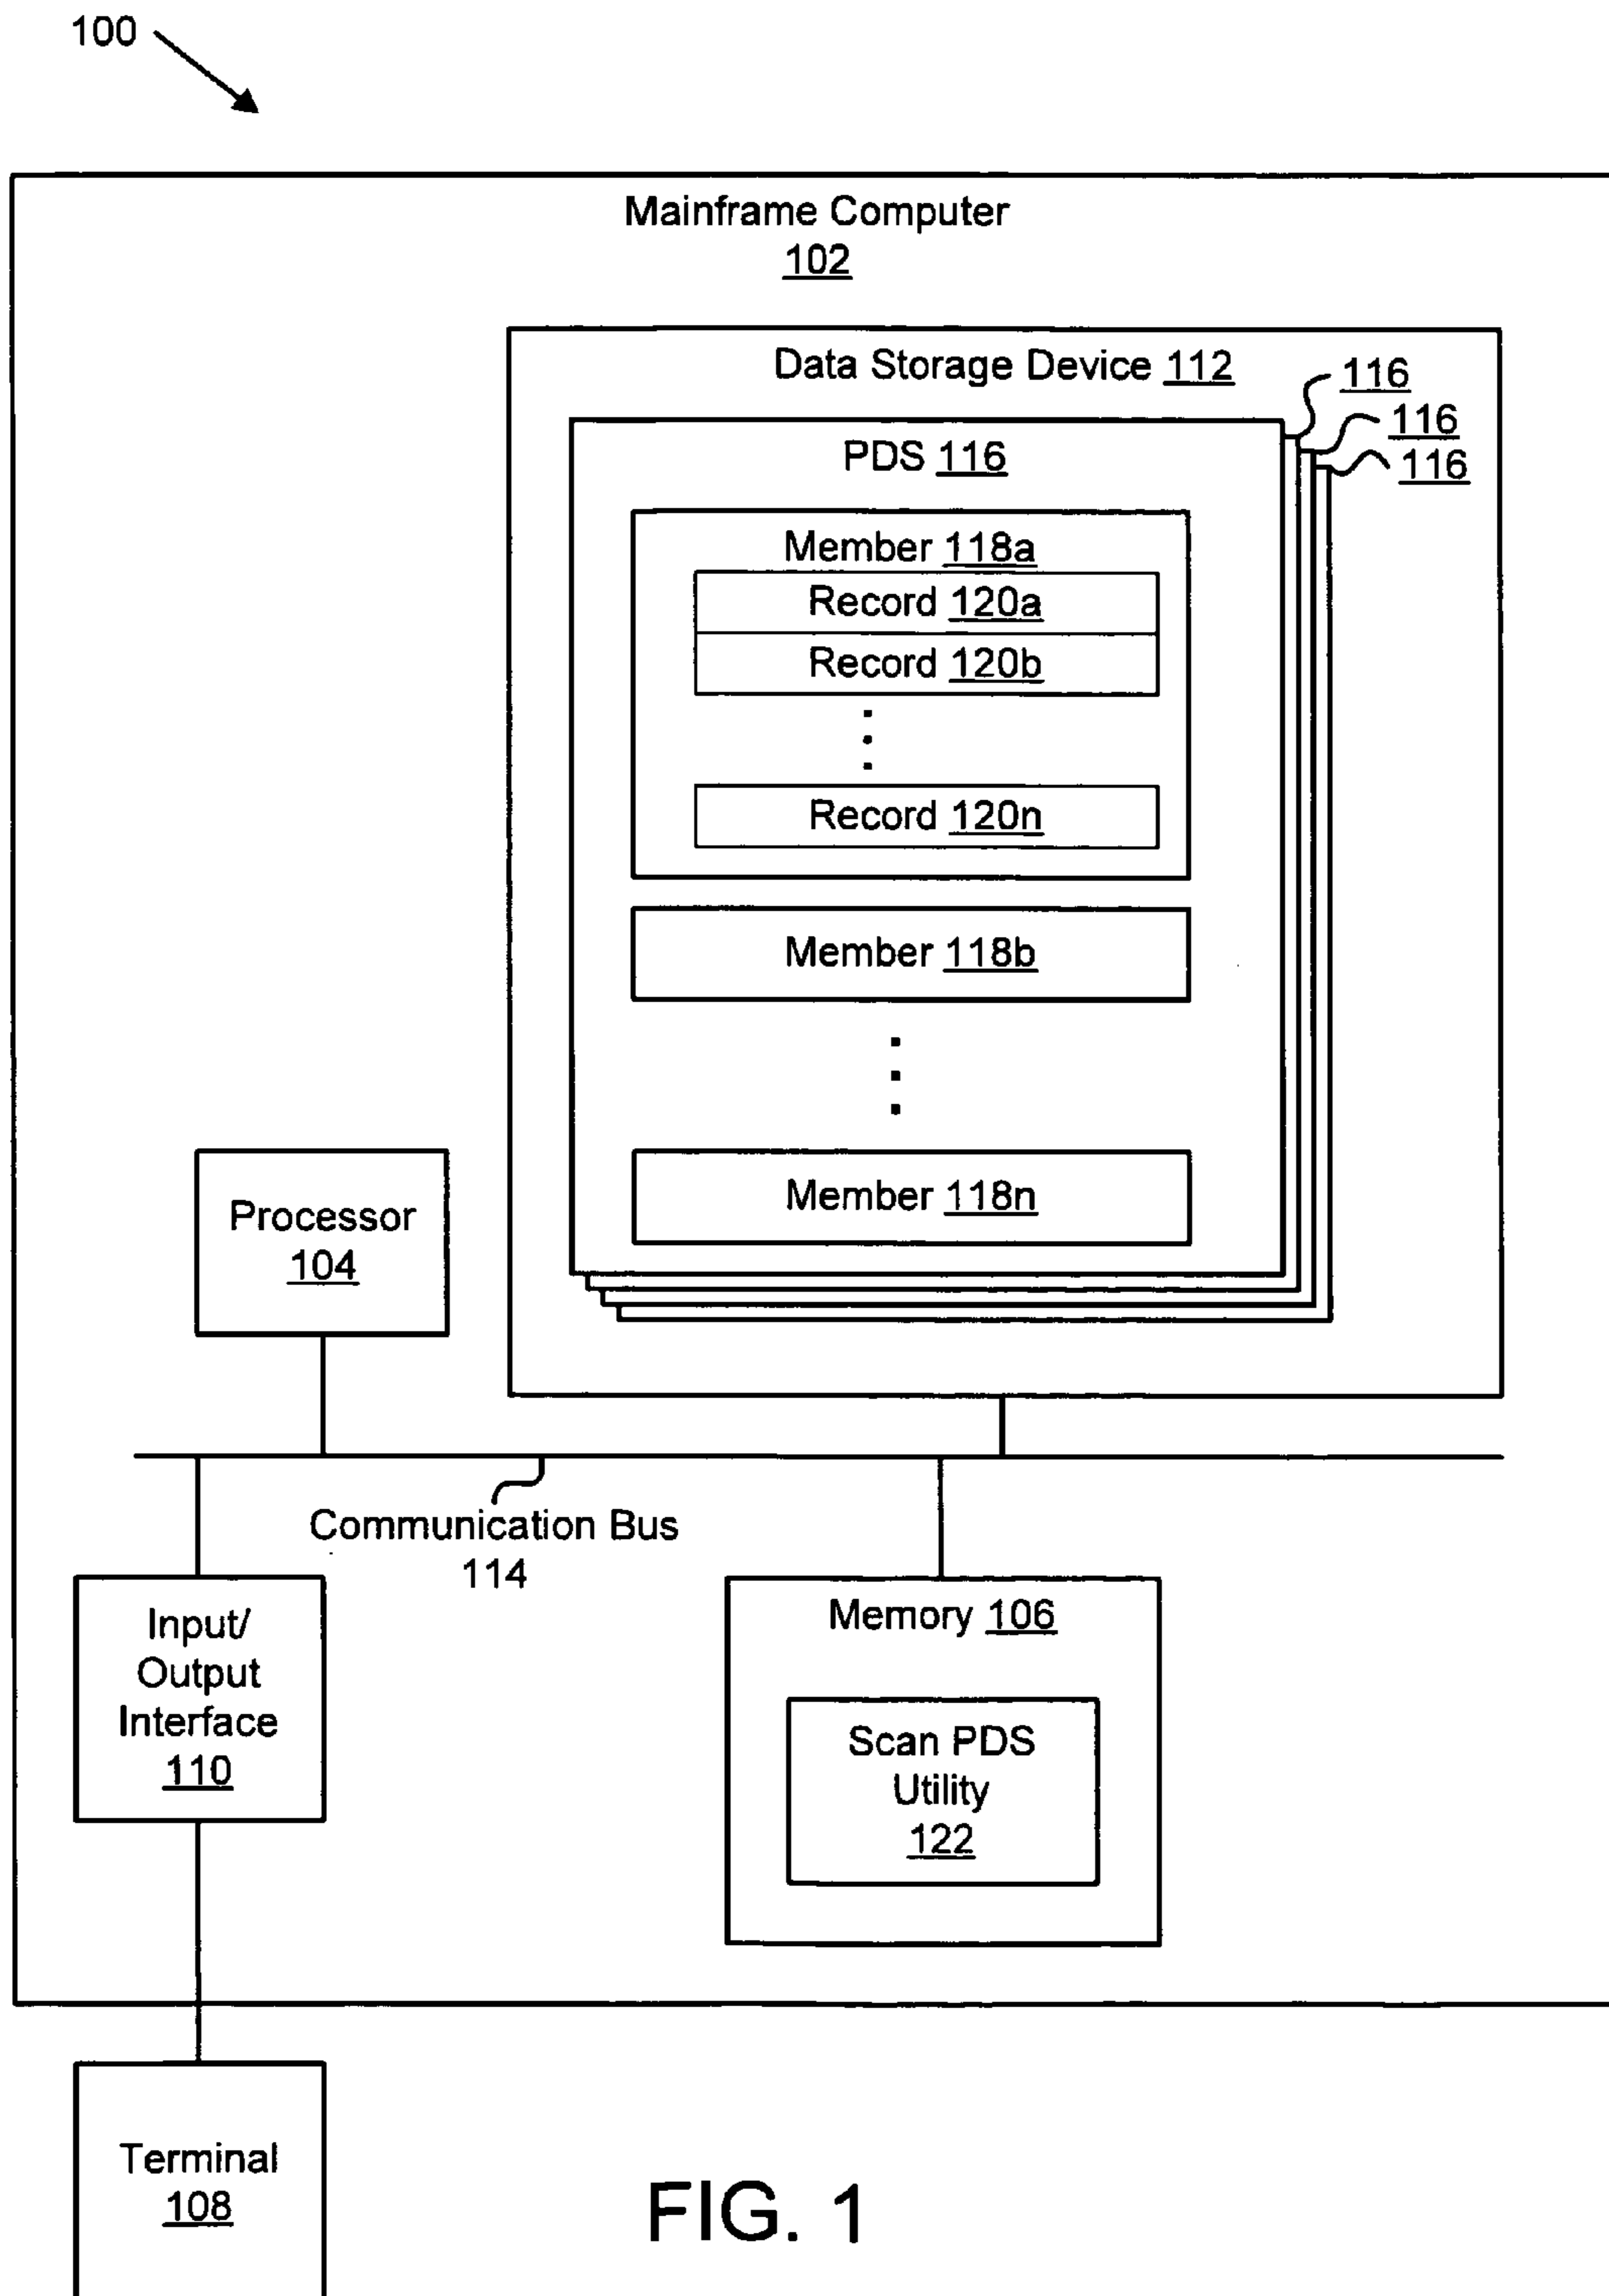 100
Mainframe Computer
102
Data Storage Device 112
116
116
116
PDS 116
Member 118a
Record 120a
Record 120b
Record 120n
Member 118b
Member 118n
Processor
104
Communication Bus
114
Input/
Output
Interface
110
Memory 106
Scan PDS
Utility
122
Terminal
108
FIG. 1